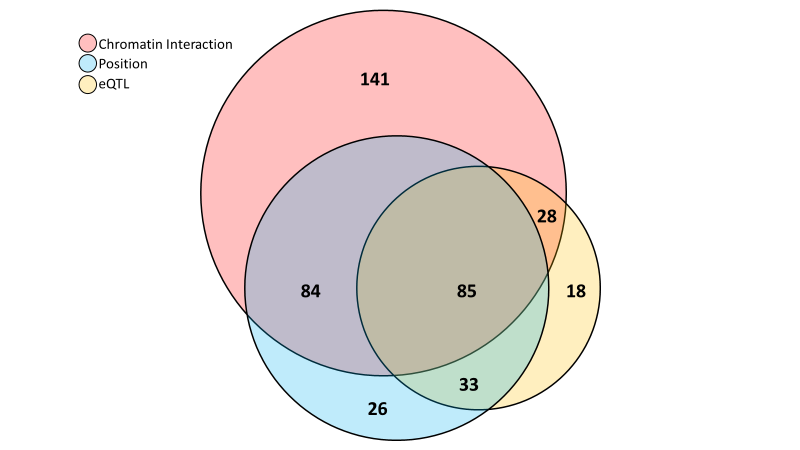 Chromatin Interaction
Position
eQTL
141
28
84
85
18
33
26